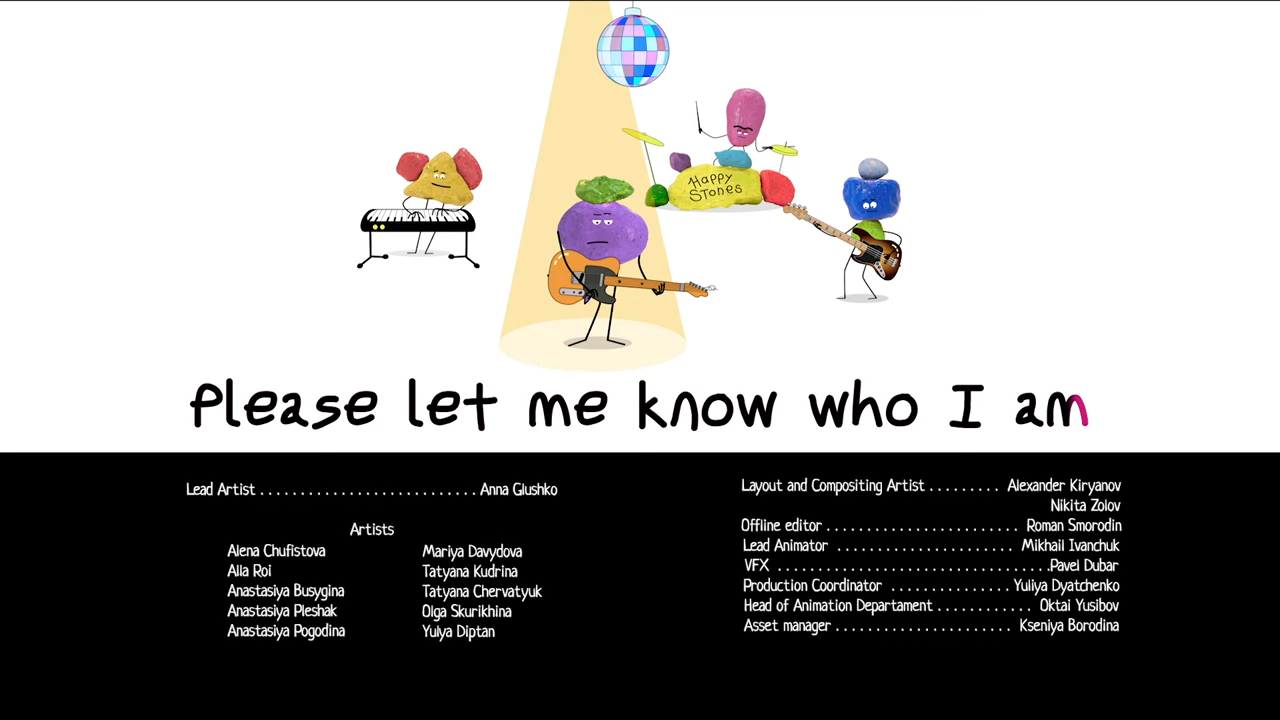 Happy
Stones
Please let me know who I am
Lead Artist . . . . . . . . . . . . . . . . . . . . . . . . . . . Anna Glushko
Artists
Alena Chufistova
Alla Roi
Anastasiya Busygina
Anastasiya Pleshak
Anastasiya Pogodina
Mariya Davydova
Tatyana Kudrina
Tatyana Chervatyuk
Olga Skurikhina
Yulya Diptan
Layout and Compositing Artist . . . . . . . . . Alexander Kiryanov
Nikita Zolov
Offline editor . . . . . . . . . . . . . . . . . . . . . . . . Roman Smorodin
Lead Animator . . . . . . . . . . . . . . . . . . . . . . Mikhail Ivanchuk
VFX . . . . . . . . . . . . . . . . . . . . . . . . . . . . . . . . . .Pavel Dubar
Production Coordinator . . . . . . . . . . . . . . . Yuliya Dyatchenko
Head of Animation Departament . . . . . . . . . . . . Oktai Yusibov
Asset manager . . . . . . . . . . . . . . . . . . . . . . Kseniya Borodina